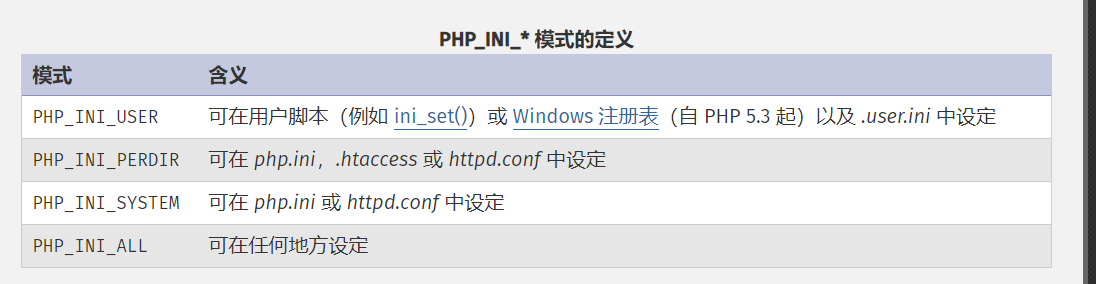 PHP_INI_* 模式的定义
模式 含义
PHP_INI_USER 可在用户脚本（例如 ini_set()）或 Windows 注册表（自 PHP 5.3 起）以及 .user.ini 中设定
PHP_INI_PERDIR 可在 php.ini，.htaccess 或 httpd.conf 中设定
PHP_INI_SYSTEM 可在 php.ini 或 httpd.conf 中设定
PHP_INI_ALL 可在任何地方设定